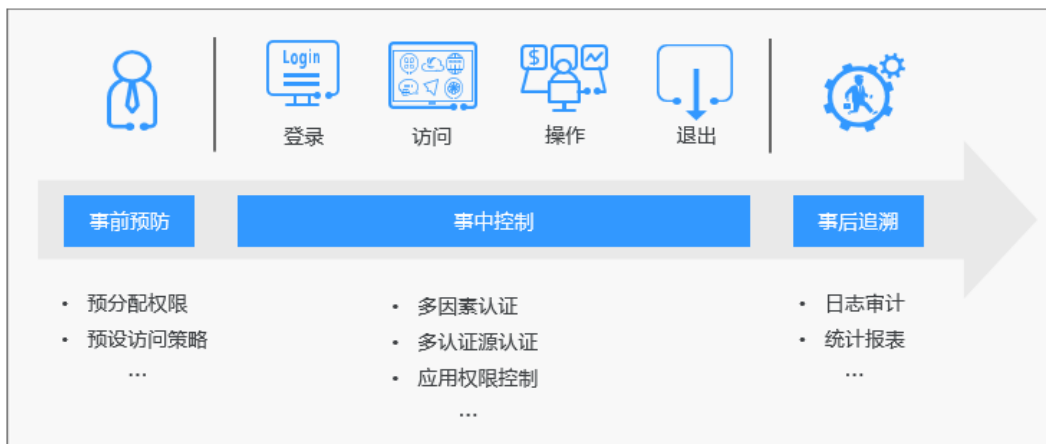 Login
登录 访问 操作 退出
事前预防 事中控制 事后追溯
• 预分配权限
• 预设访问策略
...
• 多因素认证
• 多认证源认证
• 应用权限控制
...
• 日志审计
• 统计报表
...